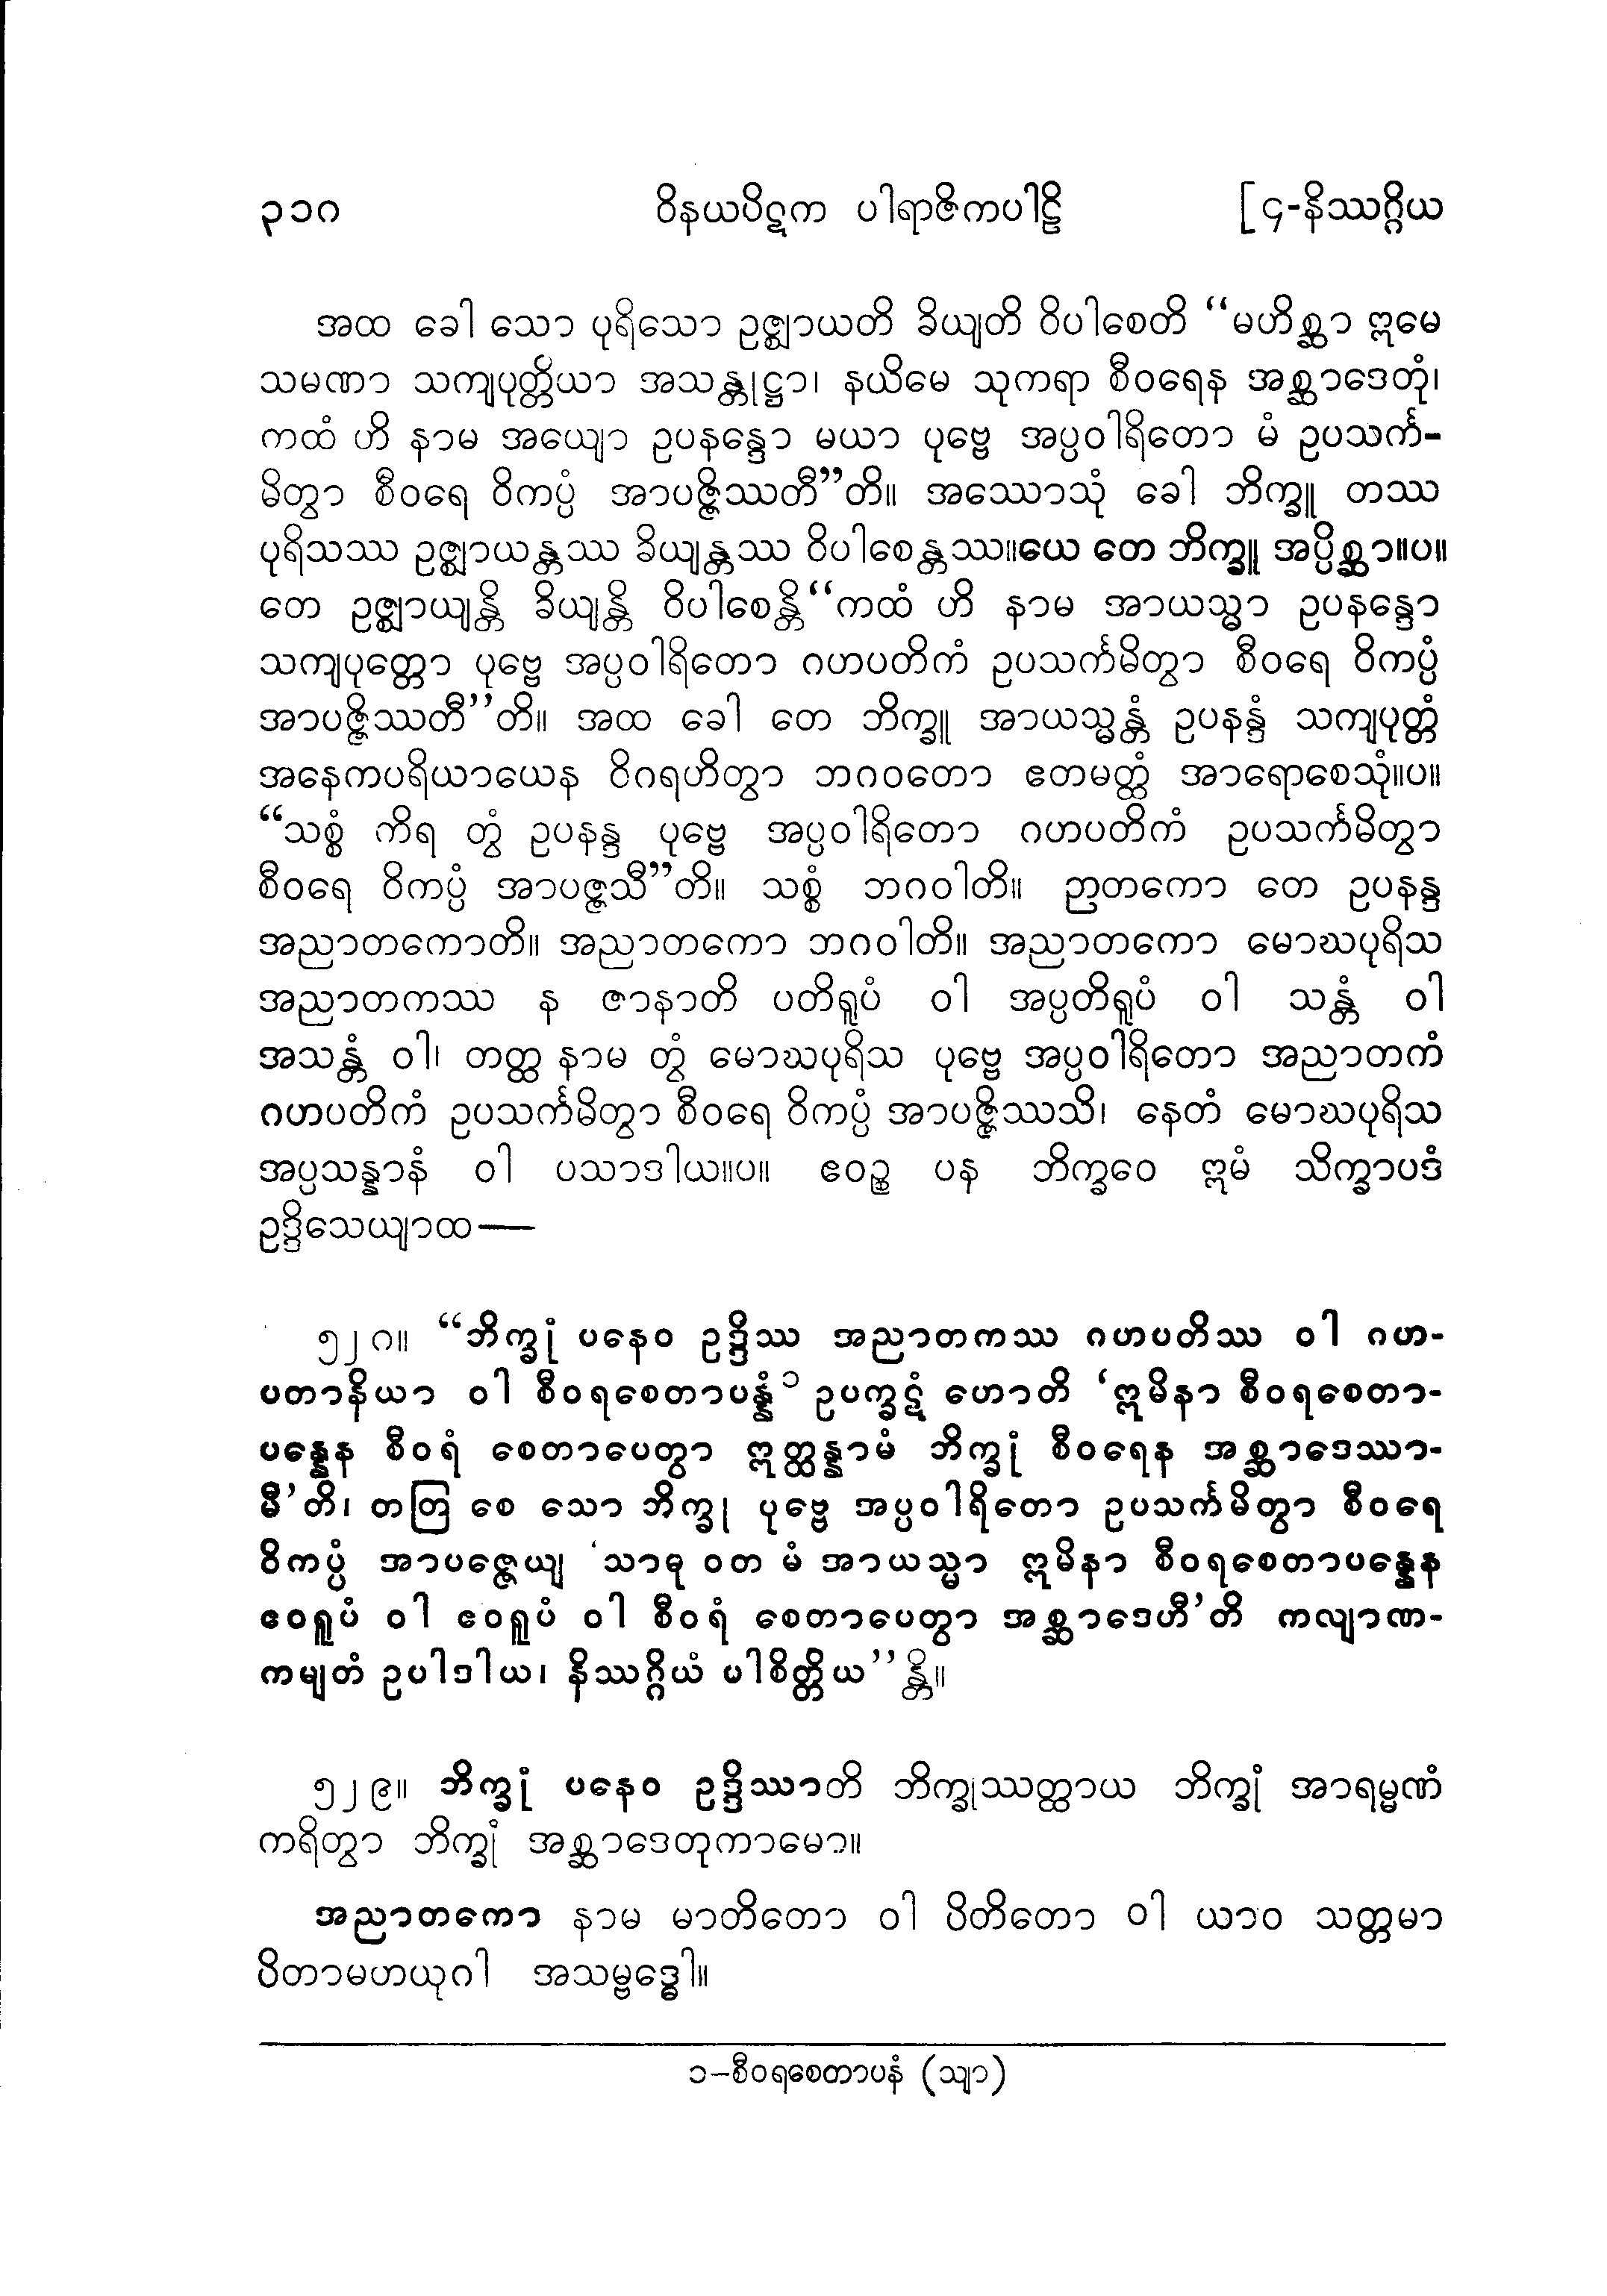 ၃၁၈ ဝိနယပိဋက ပါရာဇိကပါဠိ [၄-နိဿဂ္ဂိယ
အထ ခေါ သော ပုရိသော ဥဇ္ဈာယတိ ခိယျတိ ဝိပါစေတိ “မဟိစ္ဆာ ဣမေ
သမဏာ သကျပုတ္တိယာ အသန္တုဋ္ဌာ၊ နယိမေ သုကရာ စီဝရေန အစ္ဆာဒေတုံ၊
ကထံ ဟိ နာမ အယျော ဥပနန္ဒော မယာ ပုဗ္ဗေ အပ္ပဝါရိတော မံ ဥပသင်္က-
မိတွာ စီဝရေ ဝိကပ္ပံ အာပဇ္ဇိဿတီ”တိ။ အဿောသုံ ခေါ ဘိက္ခူ တဿ
ပုရိသဿ ဥဇ္ဈာယန္တဿ ခိယျန္တဿ ဝိပါစေန္တဿ။ယေ တေ ဘိက္ခူ အပ္ပိစ္ဆာ။ပ။
တေ ဥဇ္ဈာယျန္တိ ခိယျန္တိ ဝိပါစေန္တိ“ကထံ ဟိ နာမ အာယသ္မာ ဥပနန္ဒော
သကျပုတ္တော ပုဗ္ဗေ အပ္ပဝါရိတော ဂဟပတိကံ ဥပသင်္ကမိတွာ စီဝရေ ဝိကပ္ပံ
အာပဇ္ဇိဿတီ”တိ။ အထ ခေါ တေ ဘိက္ခူ အာယသ္မန္တံ ဥပနန္ဒံ သကျပုတ္တံ
အနေကပရိယာယေန ဝိဂရဟိတွာ ဘဂဝတော ဧတမတ္ထံ အာရောစေသုံ။ပ။
“သစ္စံ ကိရ တွံ ဥပနန္ဒ ပုဗ္ဗေ အပ္ပဝါရိတော ဂဟပတိကံ ဥပသင်္ကမိတွာ
စီဝရေ ဝိကပ္ပံ အာပဇ္ဇသီ”တိ။ သစ္စံ ဘဂဝါတိ။ ဉာတကော တေ ဥပနန္ဒ
အညာတကောတိ။ အညာတကော ဘဂဝါတိ။ အညာတကော မောဃပုရိသ
အညာတကဿ န ဇာနာတိ ပတိရူပံ ဝါ အပ္ပတိရူပံ ဝါ သန္တံ ဝါ
အသန္တံ ဝါ၊ တတ္ထ နာမ တွံ မောဃပုရိသ ပုဗ္ဗေ အပ္ပဝါရိတော အညာတကံ
ဂဟပတိကံ ဥပသင်္ကမိတွာ စီဝရေ ဝိကပ္ပံ အာပဇ္ဇိဿသိ၊ နေတံ မောဃပုရိသ
အပ္ပသန္နာနံ ဝါ ပသာဒါယ။ပ။ ဧဝဉ္စ ပန ဘိက္ခဝေ ဣမံ သိက္ခာပဒံ
ဥဒ္ဒိသေယျာထ—
၅၂၈။ “ဘိက္ခုံ ပနေဝ ဥဒ္ဒိဿ အညာတကဿ ဂဟပတိဿ ဝါ ဂဟ-
ပတာနိယာ ဝါ စီဝရစေတာပန္နံ၁ ဥပက္ခဋံ ဟောတိ ‘ဣမိနာ စီဝရစေတာ-
ပန္နေန စီဝရံ စေတာပေတွာ ဣတ္ထန္နာမံ ဘိက္ခုံ စီဝရေန အစ္ဆာဒေဿာ-
မီ’တိ၊ တတြ စေ သော ဘိက္ခု ပုဗ္ဗေ အပ္ပဝါရိတော ဥပသင်္ကမိတွာ စီဝရေ
ဝိကပ္ပံ အာပဇ္ဇေယျ ‘သာဓု ဝတ မံ အာယသ္မာ ဣမိနာ စီဝရစေတာပန္နေန
ဧဝရူပံ ဝါ ဧဝရူပံ ဝါ စီဝရံ စေတာပေတွာ အစ္ဆာဒေဟီ’တိ ကလျာဏ-
ကမျတံ ဥပါဒါယ၊ နိဿဂ္ဂိယံ ပါစိတ္တိယ”န္တိ။
၅၂၉။ ဘိက္ခုံ ပနေဝ ဥဒ္ဒိဿာတိ ဘိက္ခုဿတ္ထာယ ဘိက္ခုံ အာရမ္မဏံ
ကရိတွာ ဘိက္ခုံ အစ္ဆာဒေတုကာမော။
အညာတကော နာမ မာတိတော ဝါ ပိတိတော ဝါ ယာဝ သတ္တမာ
ပိတာမဟယုဂါ အသမ္ဗဒ္ဓေါ။
၁–စီဝရစေတာပနံ (သျာ)